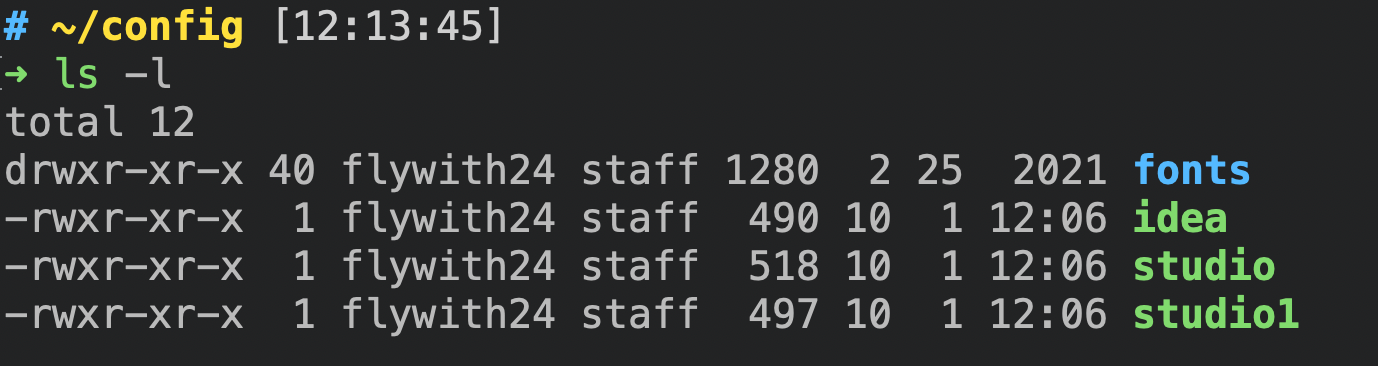 # ~/config [12:13:45]
➜ ls -l
total 12
drwxr-xr-x 40 flywith24 staff 1280  2 25  2021 fonts
-rwxr-xr-x  1 flywith24 staff  490 10  1 12:06 idea
-rwxr-xr-x  1 flywith24 staff  518 10  1 12:06 studio
-rwxr-xr-x  1 flywith24 staff  497 10  1 12:06 studio1